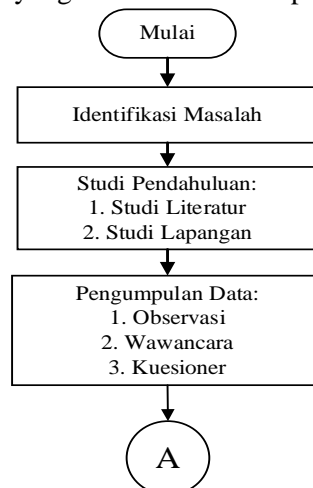 Mulai
Identifikasi Masalah
Studi Pendahuluan:
1. Studi Literatur
2. Studi Lapangan
Pengumpulan Data:
1. Observasi
2. Wawancara
3. Kuesioner
A